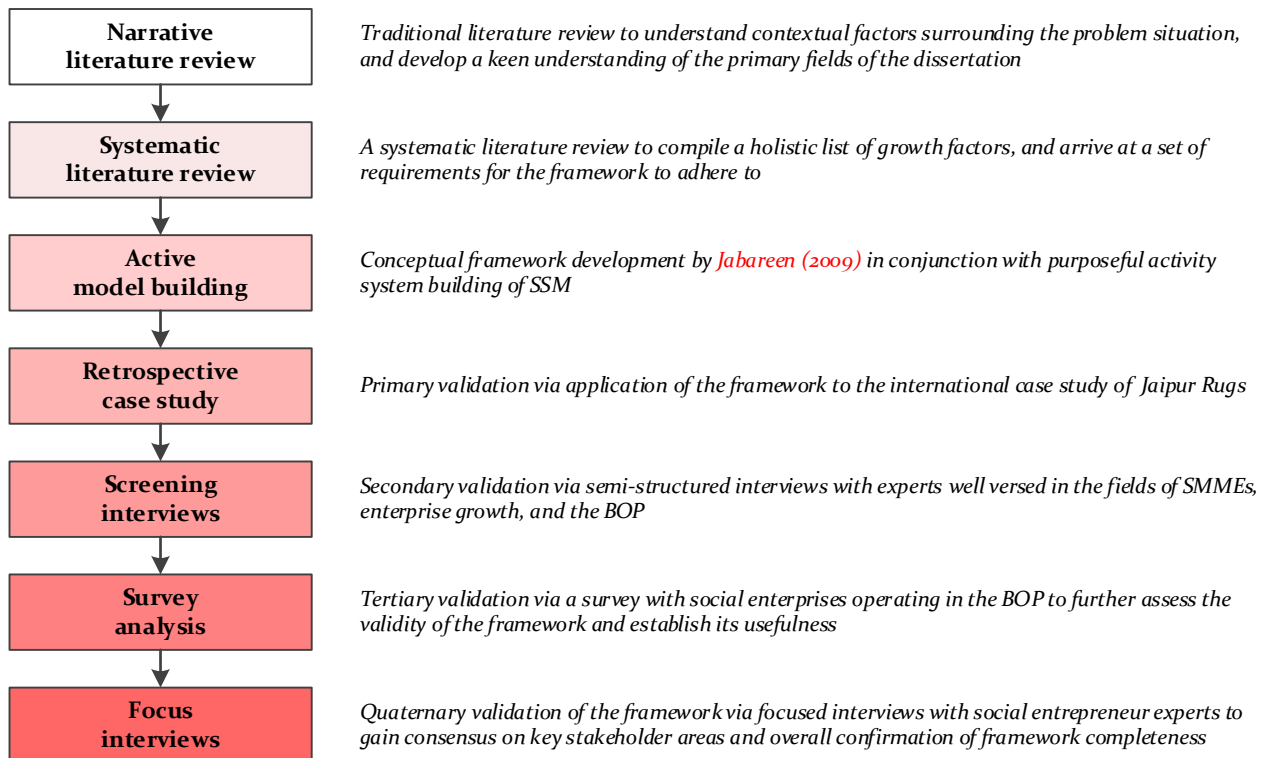 Narrative
literature review
Traditional literature review to understand contextual factors surrounding the problem situation,
and develop a keen understanding of the primary fields of the dissertation
Systematic
literature review
A systematic literature review to compile a holistic list of growth factors, and arrive at a set of
requirements for the framework to adhere to
Active
model building
Conceptual framework development by Jabareen (2009) in conjunction with purposeful activity
system building of SSM
Retrospective
case study
Primary validation via application of the framework to the international case study of Jaipur Rugs
Screening
interviews
Secondary validation via semi-structured interviews with experts well versed in the fields of SMMEs,
enterprise growth, and the BOP
Survey
analysis
Tertiary validation via a survey with social enterprises operating in the BOP to further assess the
validity of the framework and establish its usefulness
Focus
interviews
Quaternary validation of the framework via focused interviews with social entrepreneur experts to
gain consensus on key stakeholder areas and overall confirmation of framework completeness